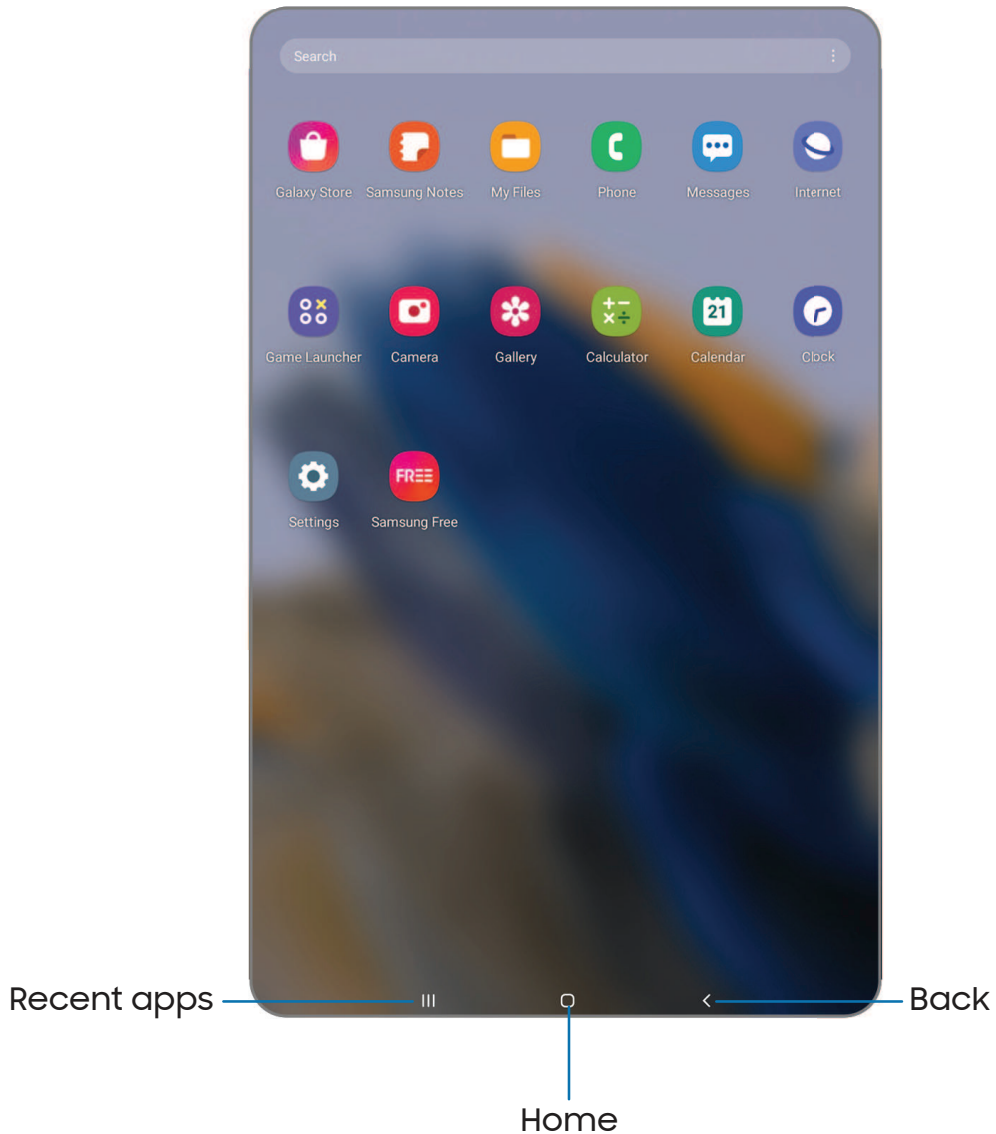 Search
Galaxy Store Samsung Notes My Files Phone Messages Internet
21
Game Launcher Camera Gallery Calculator Calendar Clock
FREE
Settings Samsung Free
Recent apps
Back
Home